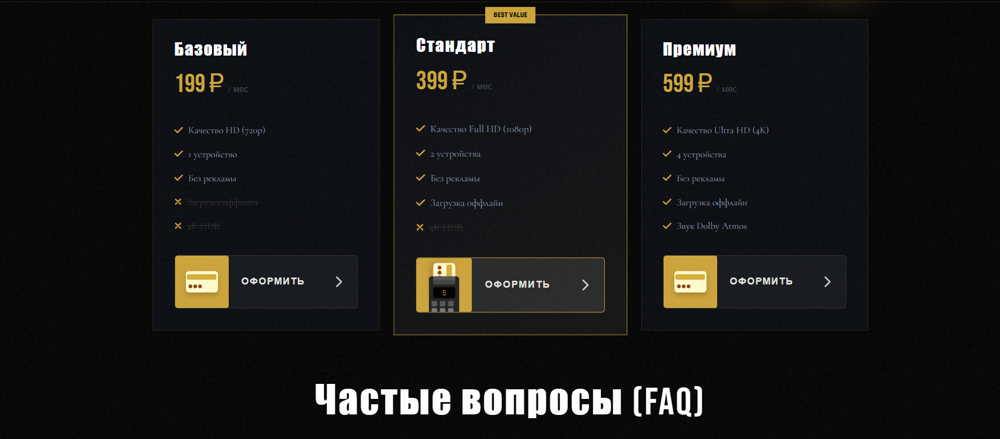 BEST VALUE
Базовый
199 ₽ / мес
Качество HD (720p)
1 устройство
Без рекламы
Загрузка оффлайн
4K HDR
ОФОРМИТЬ
Стандарт
399 ₽ / мес
Качество Full HD (1080p)
2 устройства
Без рекламы
Загрузка оффлайн
4K HDR
$
ОФОРМИТЬ
Премиум
599 ₽ / мес
Качество Ultra HD (4K)
4 устройства
Без рекламы
Загрузка оффлайн
Звук Dolby Atmos
ОФОРМИТЬ
Частые вопросы (FAQ)